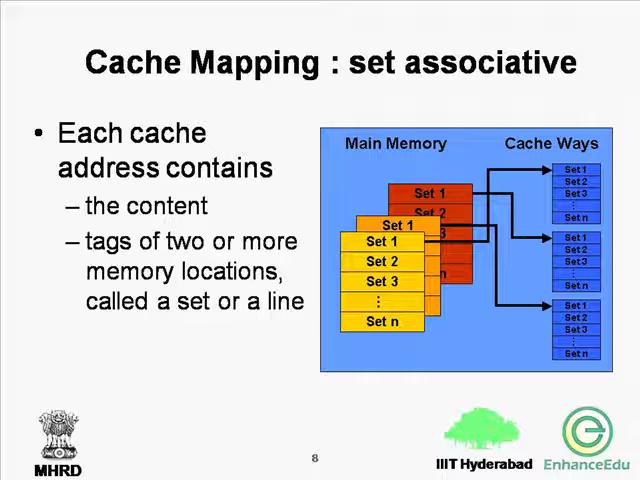 Cache Mapping : set associative
• Each cache
address contains
– the content
– tags of two or more
memory locations,
called a set or a line
Main Memory
Cache Ways
Set 1
Set 2
3
n
Set 1
Set 1
Set 2
Set 3
⋮
Set n
Set 1
Set 2
Set 3
⋮
Set n
Set 1
Set 2
Set 3
⋮
Set n
Set 1
Set 2
Set 3
⋮
Set n
MHRD
8
IIIT Hyderabad
EnhanceEdu